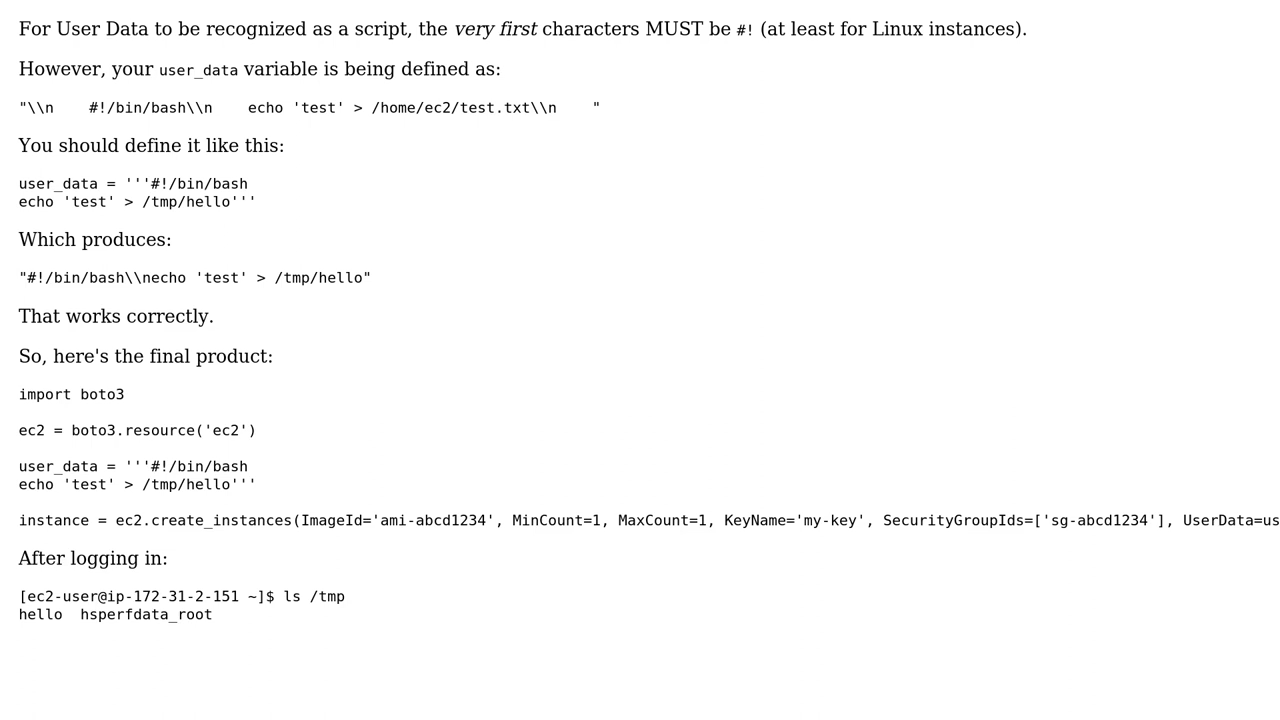 For User Data to be recognized as a script, the very first characters MUST be #! (at least for Linux instances).
However, your user_data variable is being defined as:
"\\n    #!/bin/bash\\n    echo 'test' > /home/ec2/test.txt\\n    "
You should define it like this:
user_data = '''#!/bin/bash
echo 'test' > /tmp/hello'''
Which produces:
"#!/bin/bash\\necho 'test' > /tmp/hello"
That works correctly.
So, here's the final product:
import boto3
ec2 = boto3.resource('ec2')
user_data = '''#!/bin/bash
echo 'test' > /tmp/hello'''
instance = ec2.create_instances(ImageId='ami-abcd1234', MinCount=1, MaxCount=1, KeyName='my-key', SecurityGroupIds=['sg-abcd1234'], UserData=us
After logging in:
[ec2-user@ip-172-31-2-151 ~]$ ls /tmp
hello  hsperfdata_root